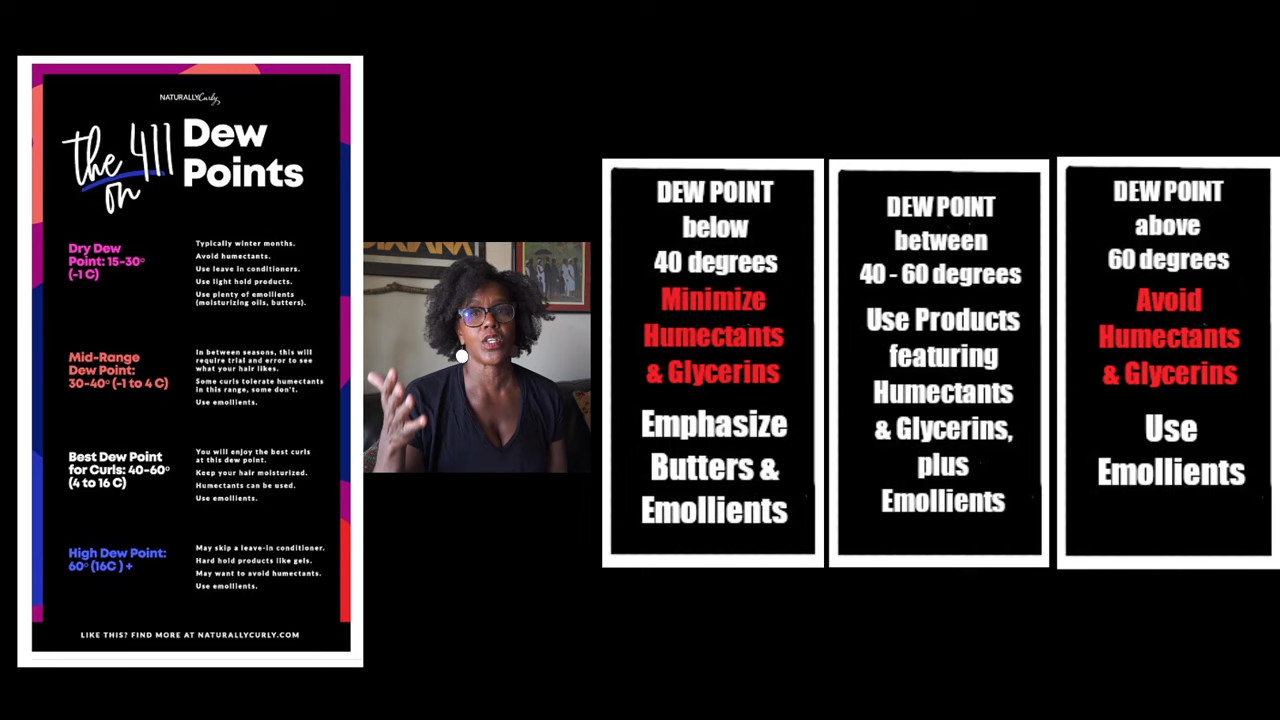 NATURALLYCurly
the 411 on
Dew
Points
Dry Dew
Point: 15-30º
(-1 C)
Typically winter months.
Avoid humectants.
Use leave in conditioners.
Use light hold products.
Use plenty of emollients
(moisturizing oils, butters).
Mid-Range
Dew Point:
30-40º (-1 to 4 C)
In between seasons, this will
require trial and error to see
what your hair likes.
Some curls tolerate humectants
in this range, some don't.
Use emollients.
Best Dew Point
for Curls: 40-60º
(4 to 16 C)
You will enjoy the best curls
at this dew point.
Keep your hair moisturized.
Humectants can be used.
Use emollients.
High Dew Point:
60º (16C ) +
May skip a leave-in conditioner.
Hard hold products like gels.
May want to avoid humectants.
Use emollients.
LIKE THIS? FIND MORE AT NATURALLYCURLY.COM
DEW POINT
below
40 degrees
Minimize
Humectants
& Glycerins
Emphasize
Butters &
Emollients
DEW POINT
between
40 - 60 degrees
Use Products
featuring
Humectants
& Glycerins,
plus
Emollients
DEW POINT
above
60 degrees
Avoid
Humectants
& Glycerins
Use
Emollients